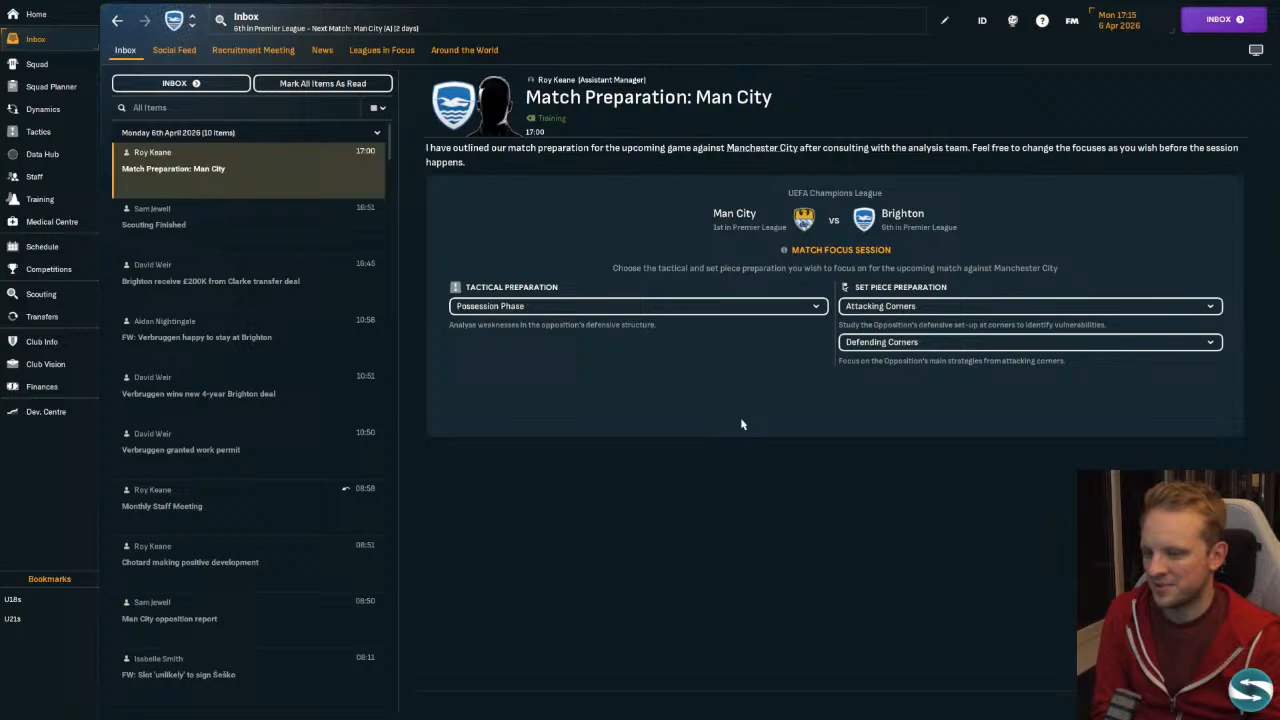 Home
Inbox
Squad
Squad Planner
Dynamics
Tactics
Data Hub
Staff
Training
Medical Centre
Schedule
Competitions
Scouting
Transfers
Club Info
Club Vision
Finances
Dev. Centre
Bookmarks
U18s
U21s
Inbox
6th in Premier League - Next Match: Man City (A) (2 days)
ID
?
FM
Mon 17:15
6 Apr 2026
INBOX
Inbox
Social Feed
Recruitment Meeting
News
Leagues in Focus
Around the World
INBOX
Mark All Items As Read
All Items
Monday 6th April 2026 (10 items)
Roy Keane 17:00
Match Preparation: Man City
Sam Jewell 16:51
Scouting Finished
David Weir 16:45
Brighton receive £200K from Clarke transfer deal
Aidan Nightingale 10:58
FW: Verbruggen happy to stay at Brighton
David Weir 10:51
Verbruggen wins new 4-year Brighton deal
David Weir 10:50
Verbruggen granted work permit
Roy Keane 08:58
Monthly Staff Meeting
Roy Keane 08:51
Chotard making positive development
Sam Jewell 08:50
Man City opposition report
Isabelle Smith 08:11
FW: Slot 'unlikely' to sign Šeško
Roy Keane (Assistant Manager)
Match Preparation: Man City
Training
17:00
I have outlined our match preparation for the upcoming game against Manchester City after consulting with the analysis team. Feel free to change the focuses as you wish before the session
happens.
UEFA Champions League
Man City vs Brighton
1st in Premier League 6th in Premier League
MATCH FOCUS SESSION
Choose the tactical and set piece preparation you wish to focus on for the upcoming match against Manchester City
TACTICAL PREPARATION
Possession Phase
Analyse weaknesses in the opposition's defensive structure.
SET PIECE PREPARATION
Attacking Corners
Study the Opposition's defensive set-up at corners to identify vulnerabilities.
Defending Corners
Focus on the Opposition's main strategies from attacking corners.